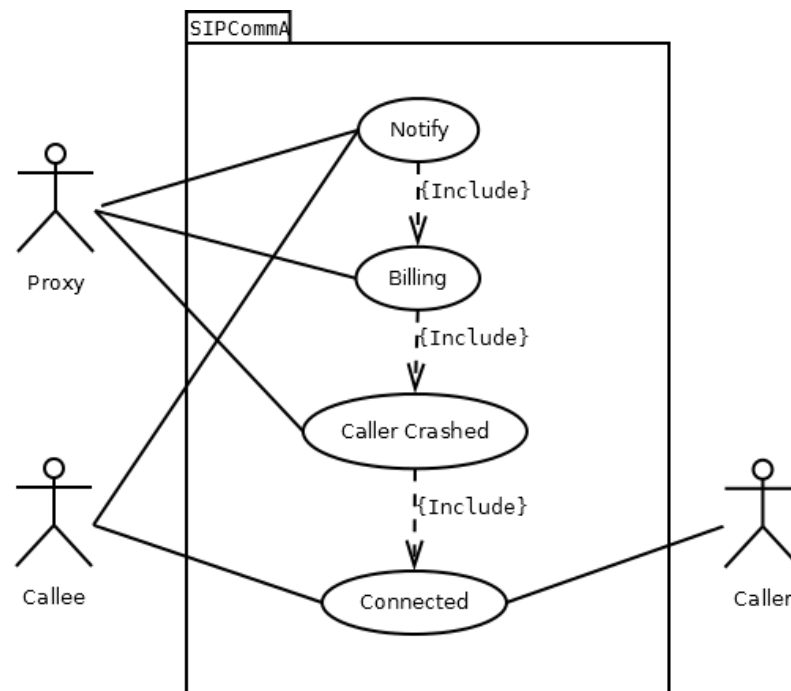 SIPCommA
Notify
{Include}
Proxy
Billing
{Include}
Caller Crashed
{Include}
Callee
Connected
Caller